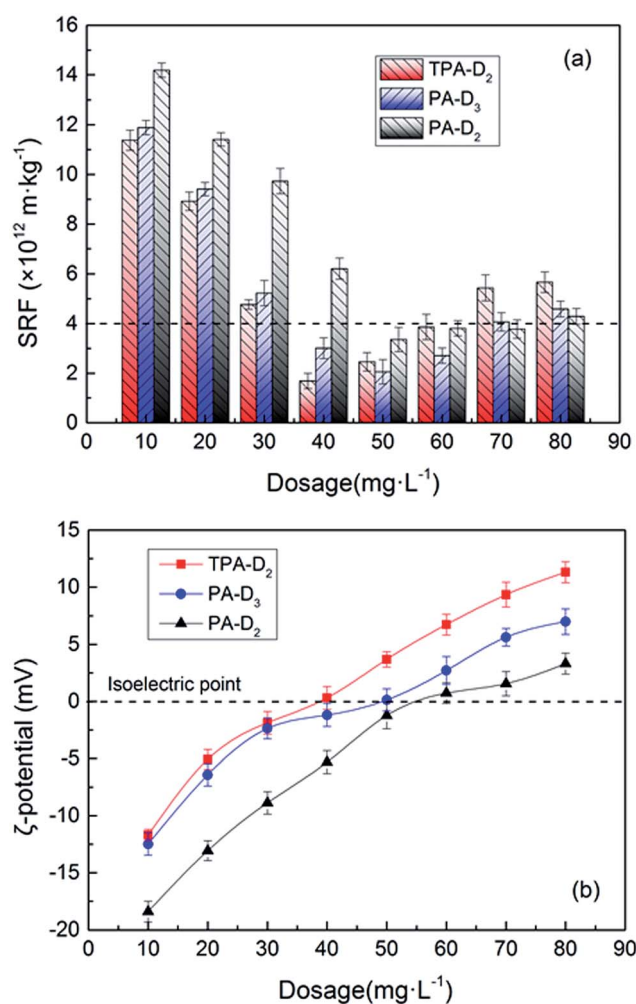 (a)
TPA-D₂
PA-D₃
PA-D₂
SRF (×10¹² m·kg⁻¹)
16
14
12
10
8
6
4
2
0
0 10 20 30 40 50 60 70 80 90
Dosage(mg·L⁻¹)
TPA-D₂
PA-D₃
PA-D₂
Isoelectric point
ζ-potential (mV)
15
10
5
0
-5
-10
-15
-20
(b)
0 10 20 30 40 50 60 70 80 90
Dosage(mg·L⁻¹)